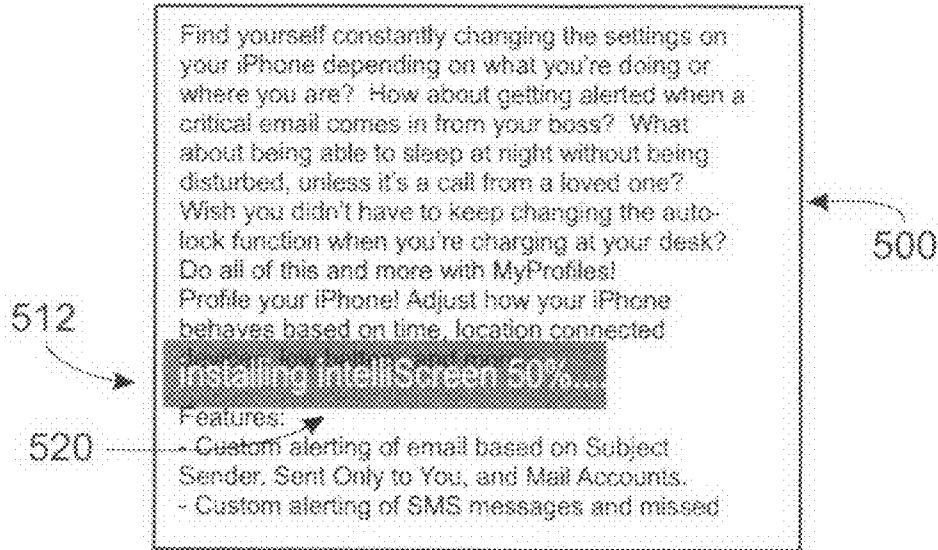 Find yourself constantly changing the settings on
your iPhone depending on what you're doing or
where you are? How about getting alerted when a
critical email comes in from your boss? What
about being able to sleep at night without being
disturbed, unless it's a call from a loved one?
Wish you didn't have to keep changing the auto-
lock function when you're charging at your desk?
500
Do all of this and more with MyProfiles!
Profile your iPhone! Adjust how your iPhone
512
behaves based on time, location connected
Installing IntelliScreen 50%...
Features:
520
- Custom alerting of email based on Subject
Sender, Sent Only to You, and Mail Accounts.
- Custom alerting of SMS messages and missed